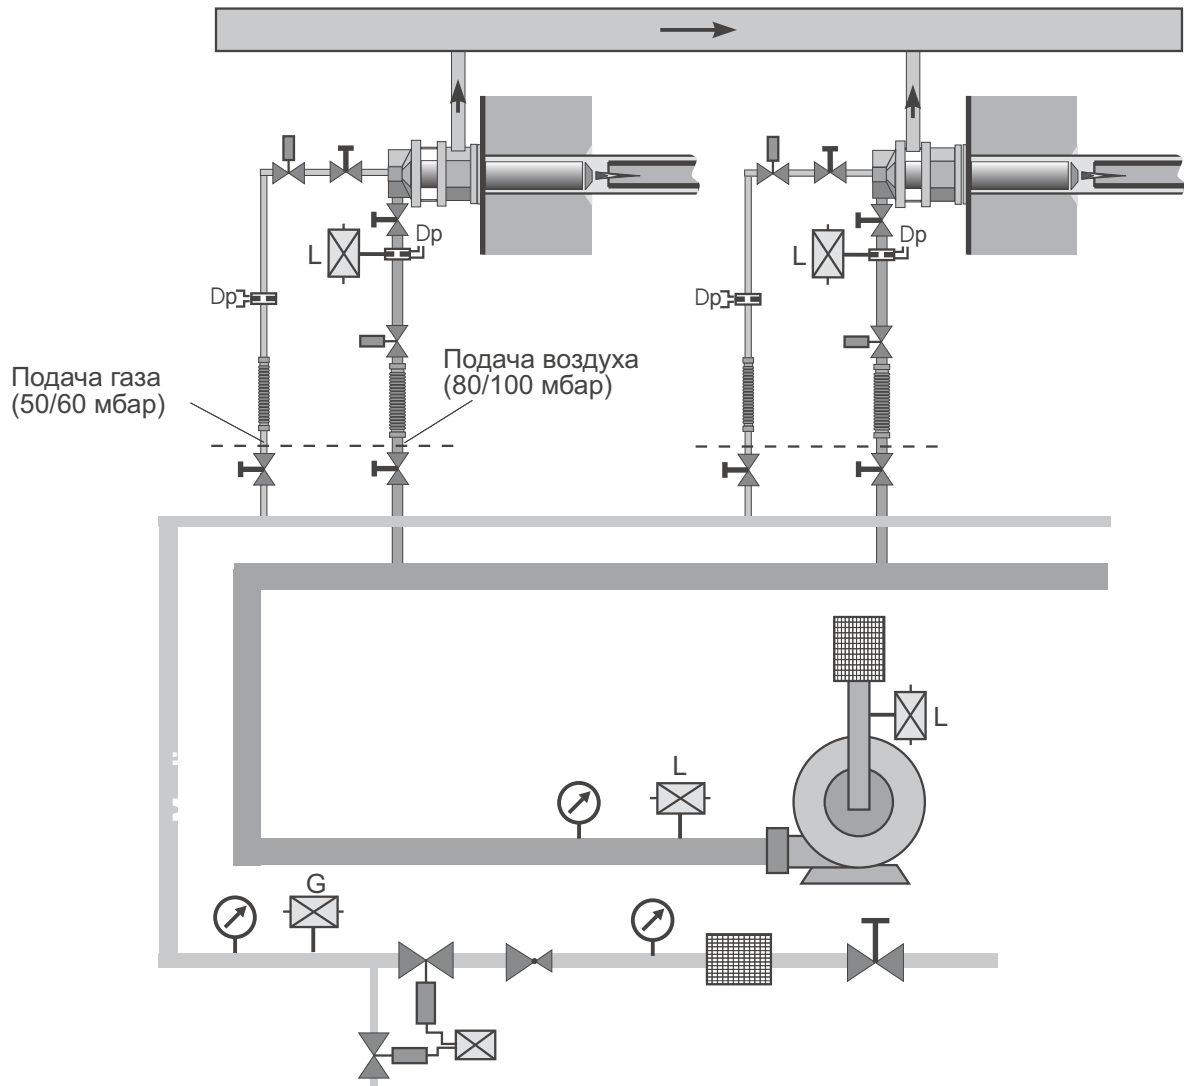 Dp
Dp
L
L
Dp
Dp
Подача газа
(50/60 мбар)
Подача воздуха
(80/100 мбар)
L
L
G